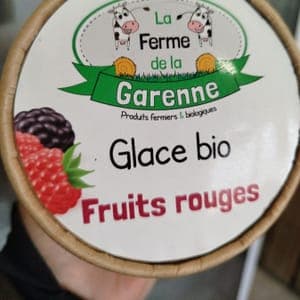 La
Ferme
de la
Garenne
Produits fermiers & biologiques
Glace bio
Fruits rouges